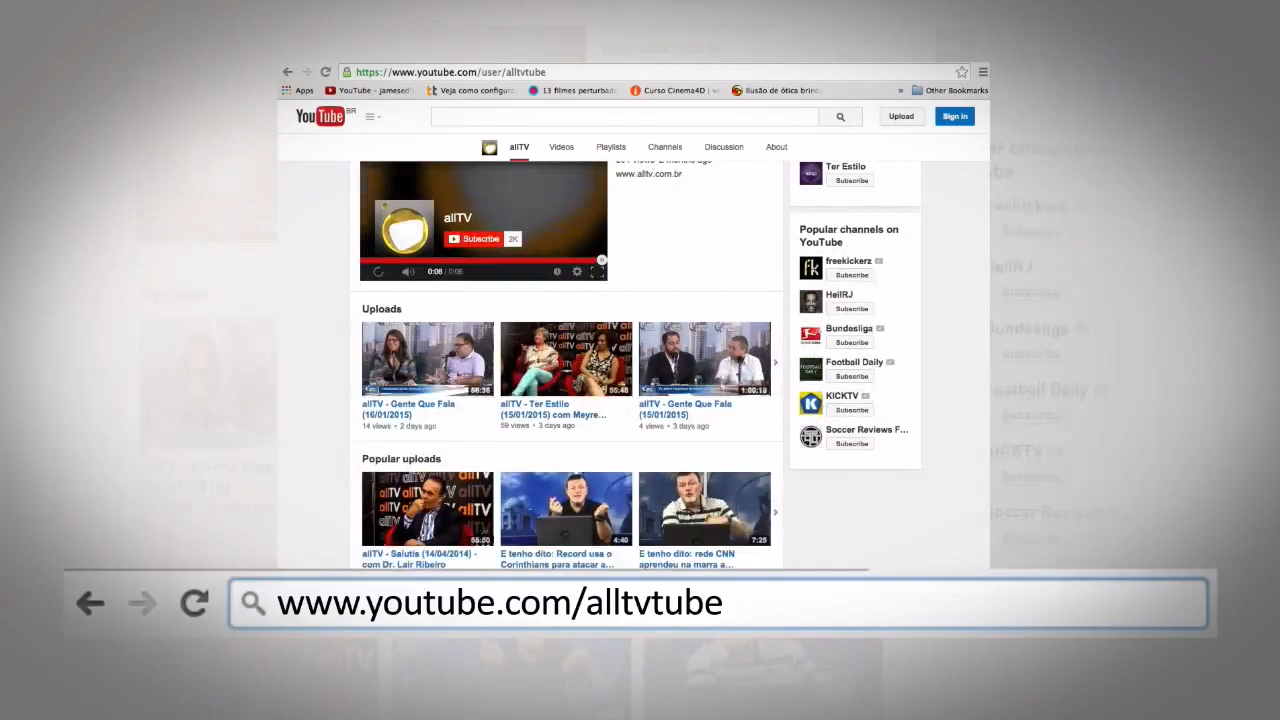 https://www.youtube.com/user/alltvtube
Apps
YouTube - jamesed's
Veja como configura
13 filmes perturbado
Curso Cinema4D | v
Ilusão de ótica brinc
»
Other Bookmarks
YouTube BR
Upload
Sign in
allTV
Videos
Playlists
Channels
Discussion
About
www.alltv.com.br
allTV
Subscribe 2K
0:06 / 0:06
Ter Estilo
Subscribe
Popular channels on
YouTube
freekickerz
Subscribe
HeilRJ
Subscribe
Bundesliga
Subscribe
Football Daily
Subscribe
KICKTV
Subscribe
Soccer Reviews F...
Subscribe
Uploads
56:36
allTV - Gente Que Fala
(16/01/2015)
14 views • 2 days ago
55:48
allTV - Ter Estilo
(15/01/2015) com Meyre...
59 views • 3 days ago
1:00:19
allTV - Gente Que Fala
(15/01/2015)
4 views • 3 days ago
Popular uploads
55:50
allTV - Salutis (14/04/2014) -
com Dr. Lair Ribeiro
4:40
E tenho dito: Record usa o
Corinthians para atacar a...
7:25
E tenho dito: rede CNN
aprendeu na marra a...
www.youtube.com/alltvtube